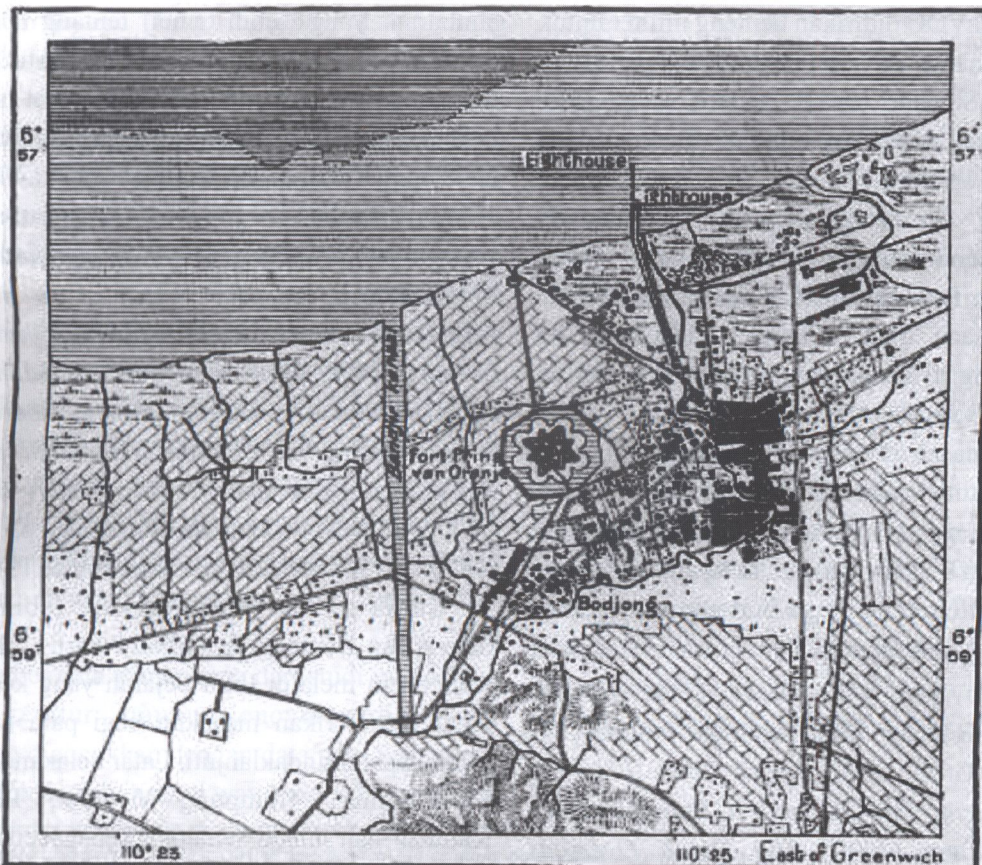 6°
57'
6°
57'
Lighthouse
ighthouse
Fort Prins
van Oranje
Bodjong
6°
59'
6°
59'
110° 23
110° 25
East of Greenwich